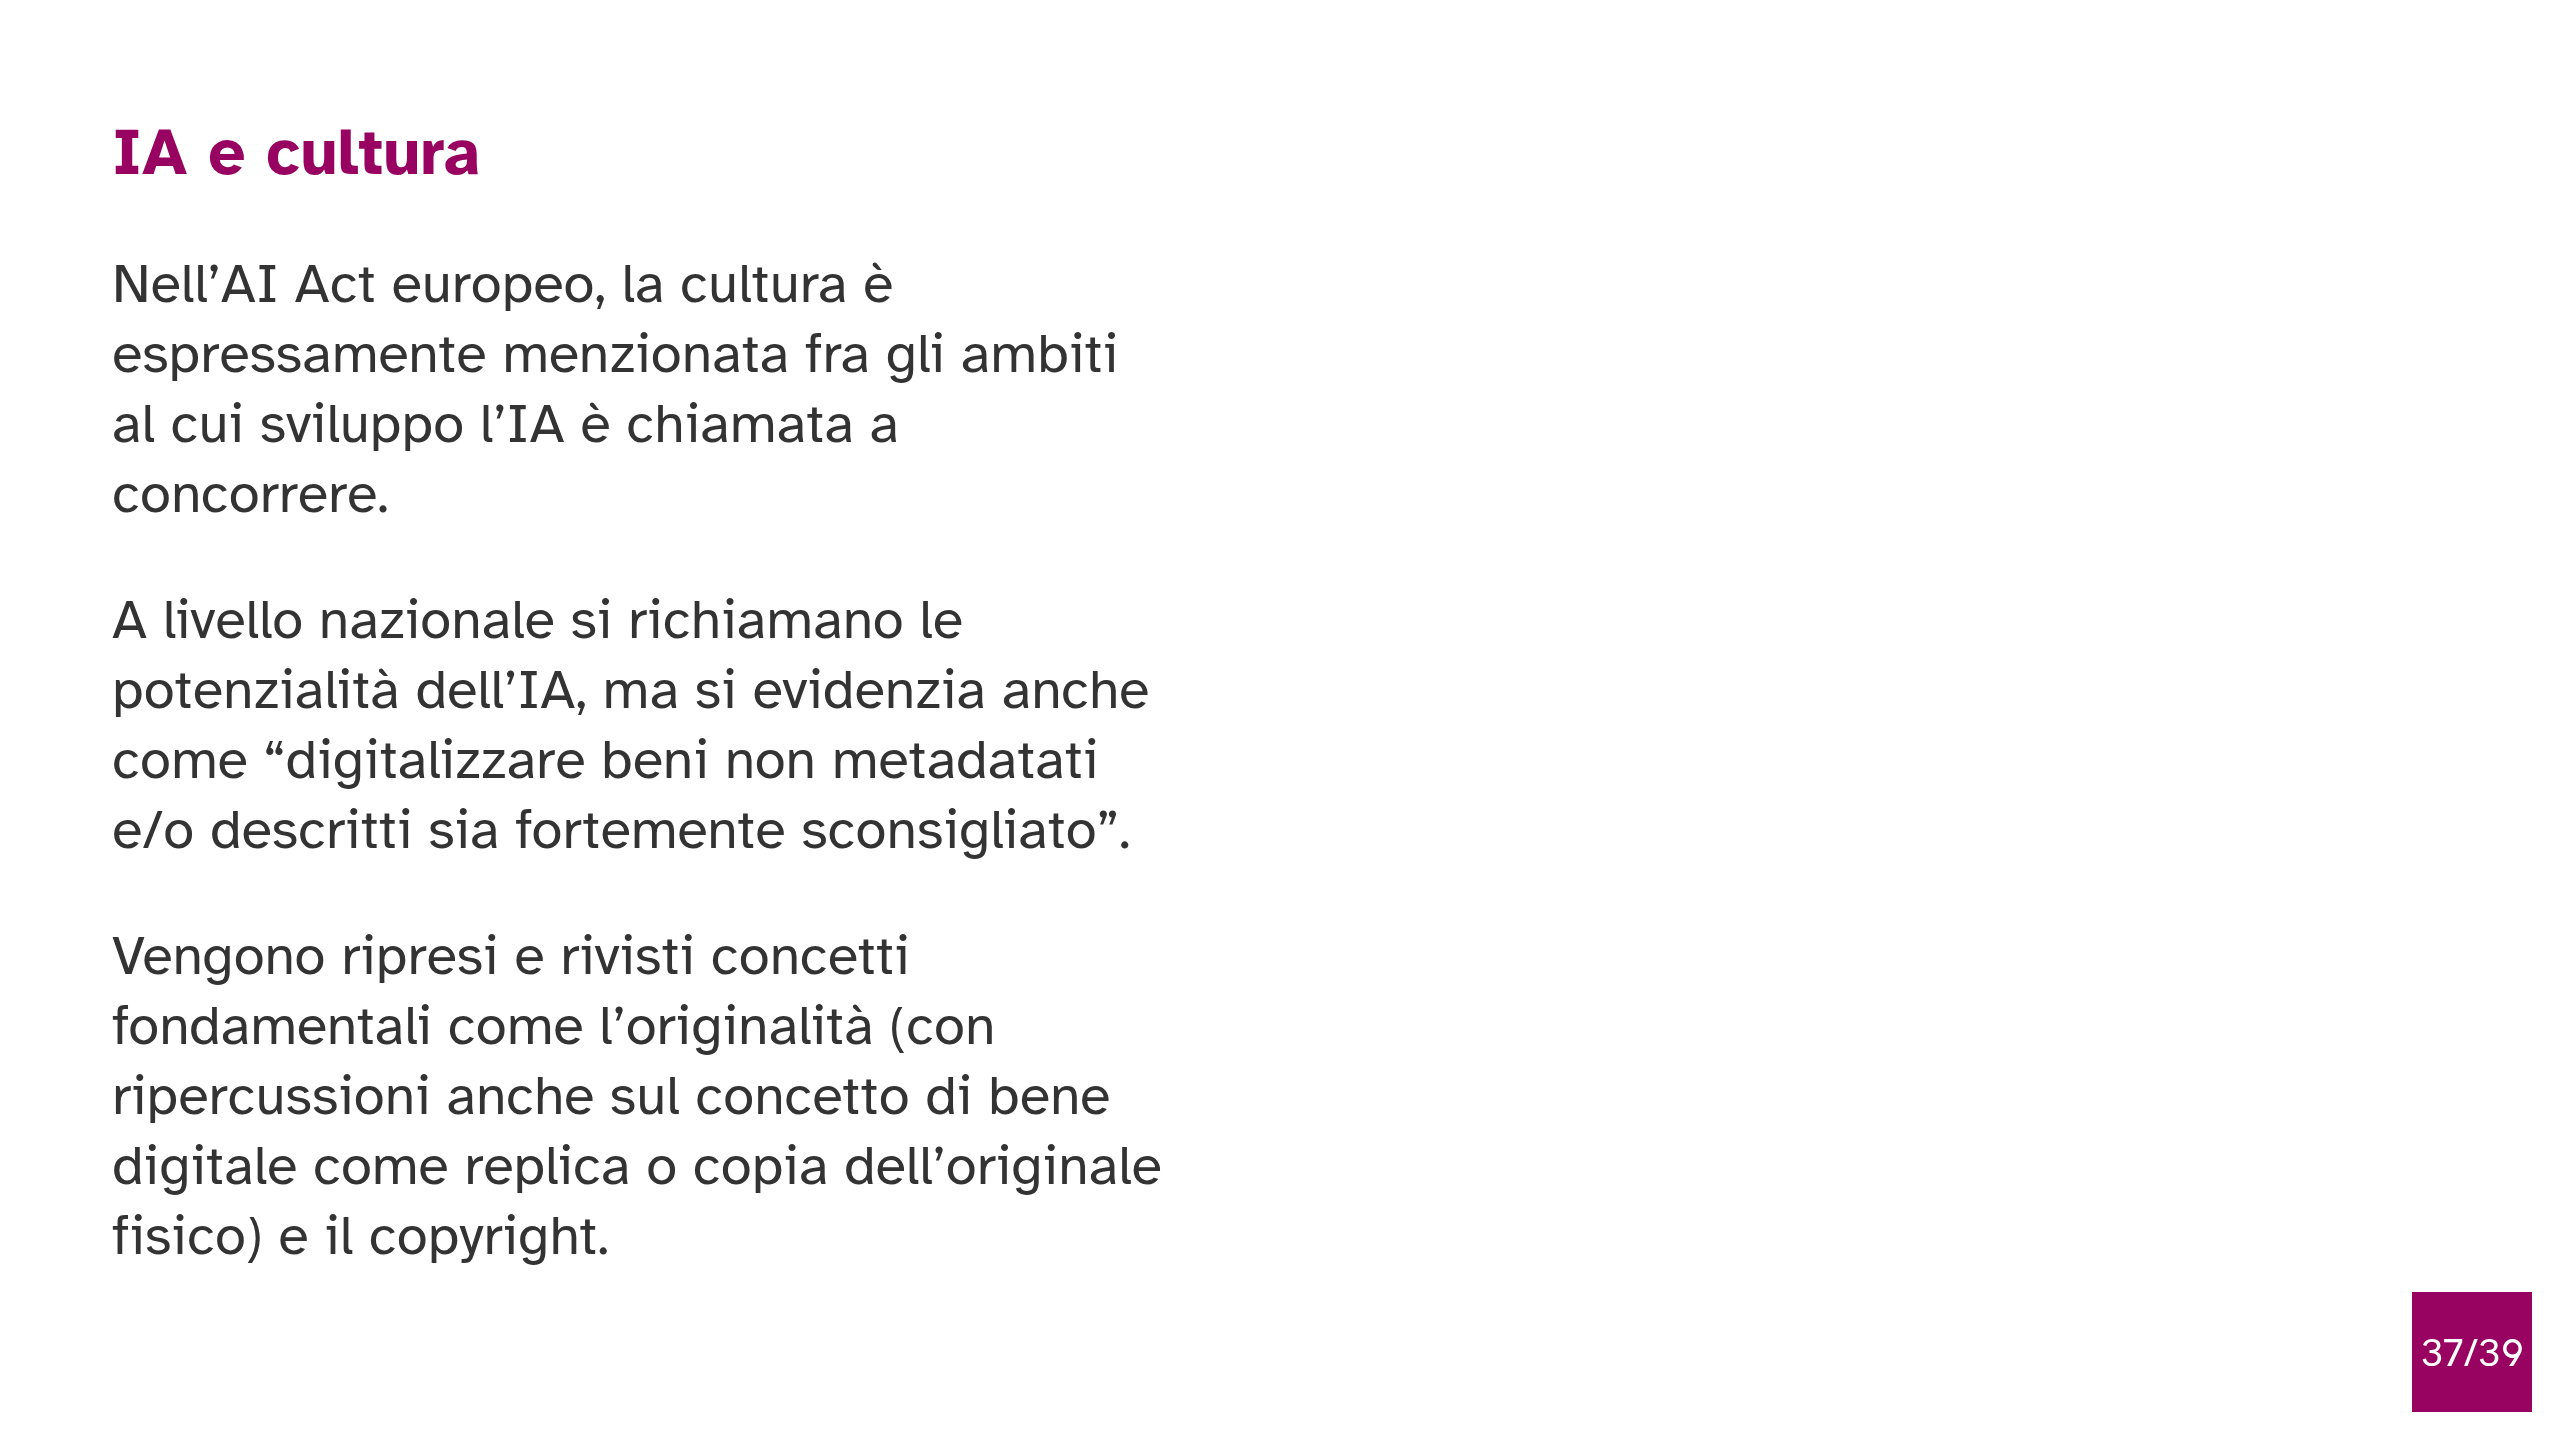 IA e cultura
Nell’AI Act europeo, la cultura è
espressamente menzionata fra gli ambiti
al cui sviluppo l’IA è chiamata a
concorrere.
A livello nazionale si richiamano le
potenzialità dell’IA, ma si evidenzia anche
come “digitalizzare beni non metadatati
e/o descritti sia fortemente sconsigliato”.
Vengono ripresi e rivisti concetti
fondamentali come l’originalità (con
ripercussioni anche sul concetto di bene
digitale come replica o copia dell’originale
fisico) e il copyright.
37/39